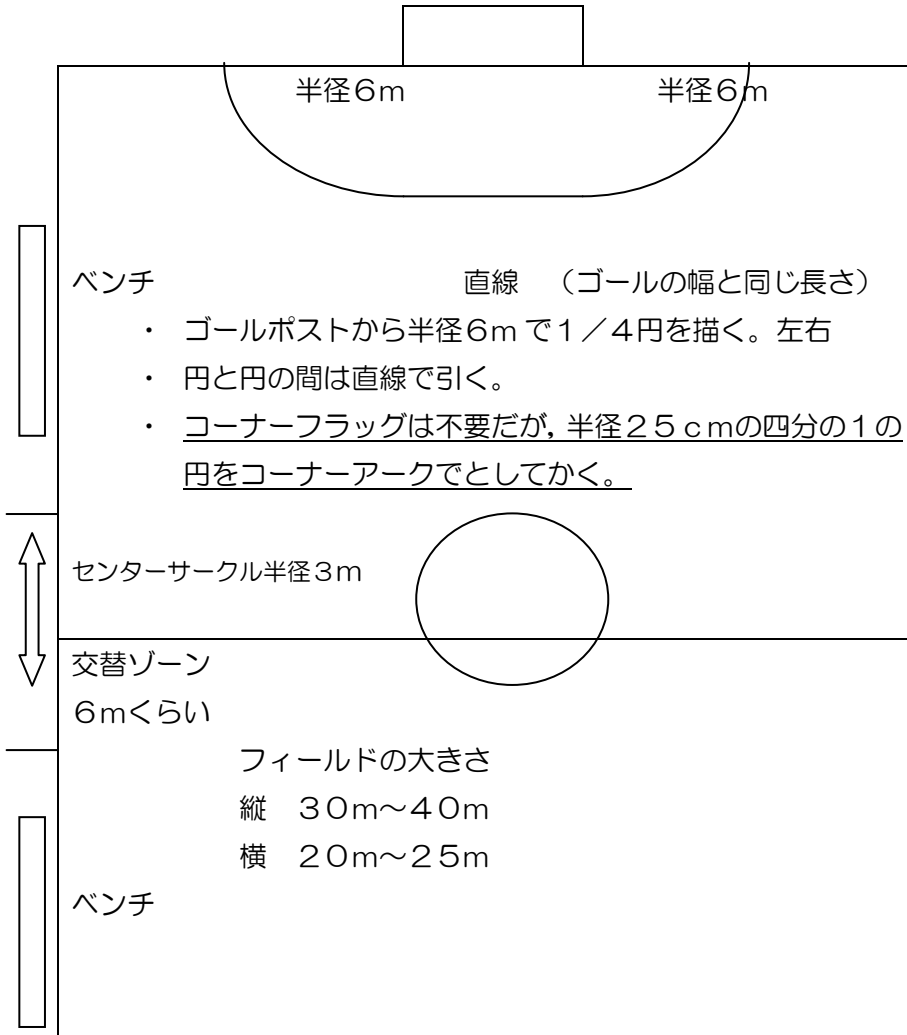 半径６ｍ　　　半径６ｍ
ベンチ　　　直線　（ゴールの幅と同じ長さ）
・　ゴールポストから半径６ｍで１／４円を描く。左右
・　円と円の間は直線で引く。
・　コーナーフラッグは不要だが，半径２５ｃｍの四分の１の
円をコーナーアークでとしてかく。
センターサークル半径３ｍ
交替ゾーン
６ｍくらい
フィールドの大きさ
縦　３０ｍ～４０ｍ
横　２０ｍ～２５ｍ
ベンチ